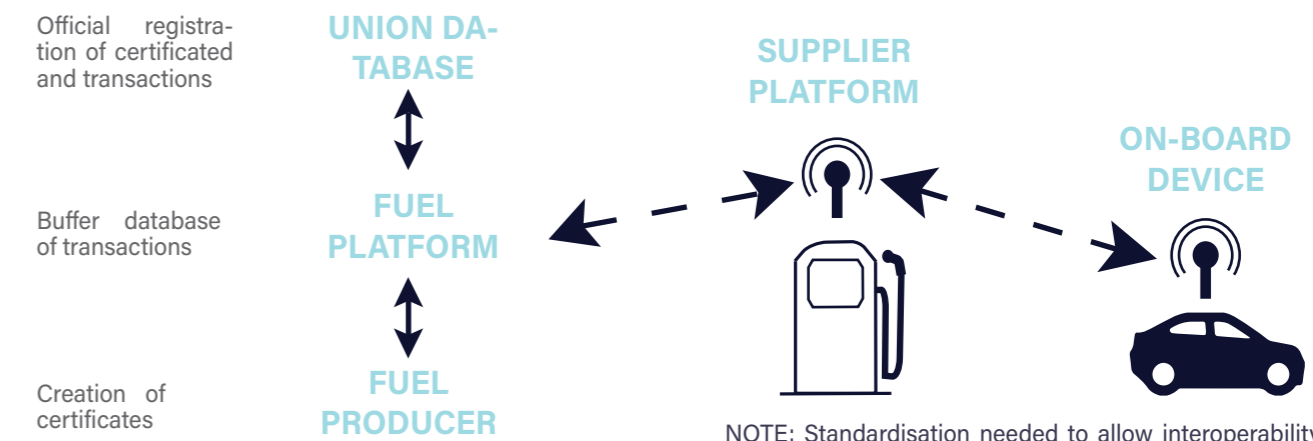 Official registra-
tion of certificated
and transactions
UNION DA-
TABASE
SUPPLIER
PLATFORM
ON-BOARD
DEVICE
Buffer database
of transactions
FUEL
PLATFORM
Creation of
certificates
FUEL
PRODUCER
NOTE: Standardisation needed to allow interoperability